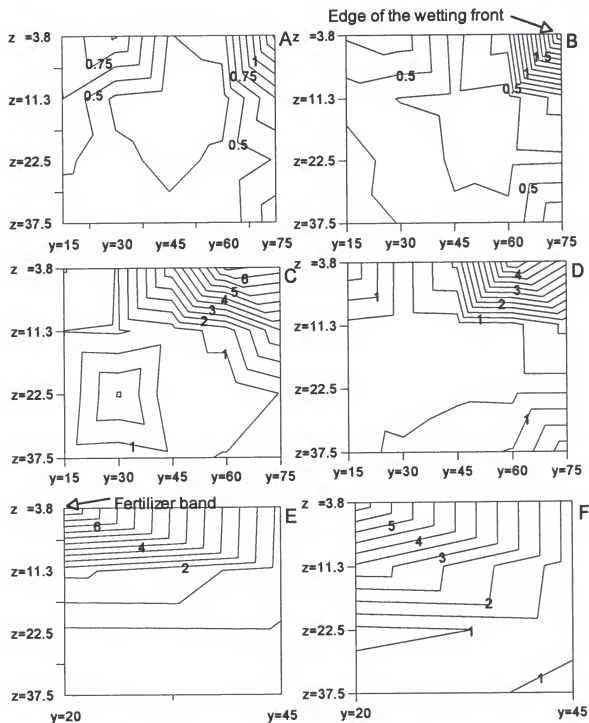 Edge of the wetting front
z =3.8
A
0.75
1
0.75
z=11.3
0.5
0.5
z=22.5
z=37.5
y=15 y=30 y=45 y=60 y=75
z =3.8
B
1.5
0.5
1
0.5
z=11.3
z=22.5
0.5
z=37.5
y=15 y=30 y=45 y=60 y=75
z =3.8
C
6
5
4
3
2
z=11.3
1
z=22.5
1
z=37.5
y=15 y=30 y=45 y=60 y=75
z =3.8
D
4
1
3
2
z=11.3
1
z=22.5
1
z=37.5
y=15 y=30 y=45 y=60 y=75
Fertilizer band
z =3.8
E
6
4
z=11.3
2
z=22.5
z=37.5
y=20 y=45
z =3.8
F
5
4
3
z=11.3
2
z=22.5
1
1
z=37.5
y=20 y=45